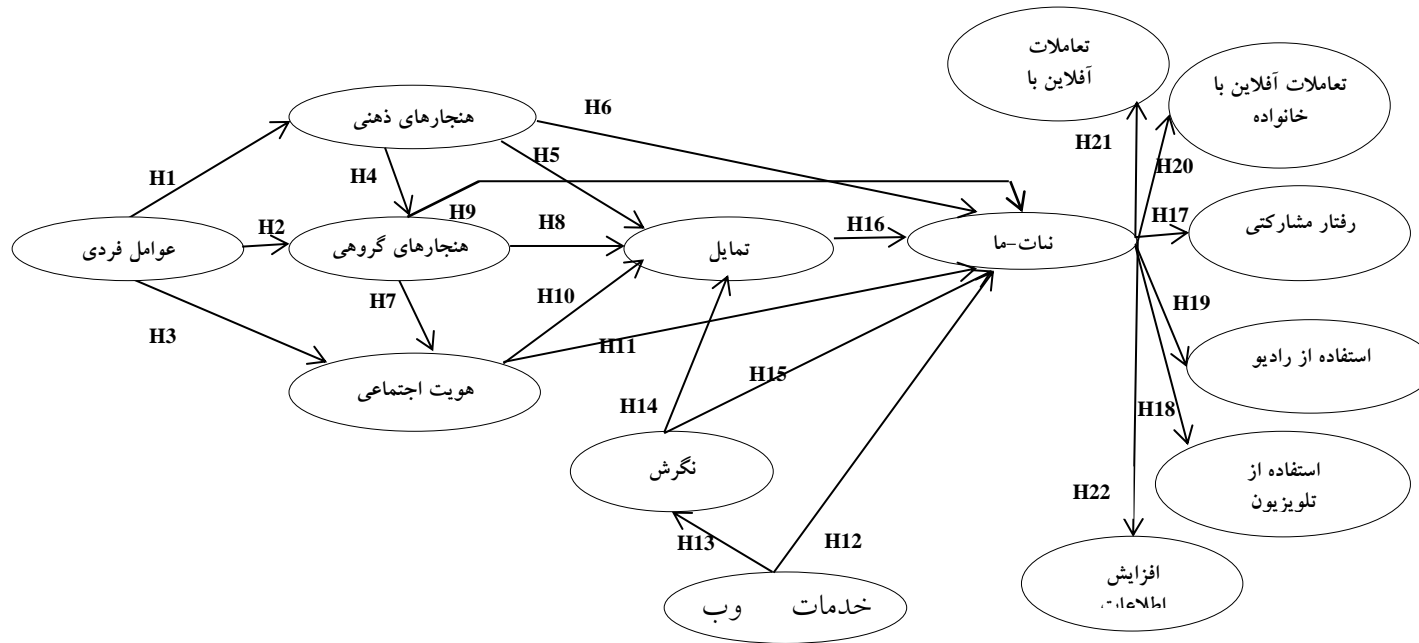 تعاملات
آفلاین با
تعاملات آفلاین با
خانواده
H6
هنجارهای ذهنی
H21
H5
H20
H1
H4
H9
H2
H8
H16
H17
رفتار مشارکتی
عوامل فردی
هنجارهای گروهی
تمایل
نیات-ما
H7
H10
H19
H3
H11
استفاده از رادیو
هویت اجتماعی
H15
H14
H18
نگرش
استفاده از
تلویزیون
H22
H13
H12
افزایش
اطلاعات
خدمات وب